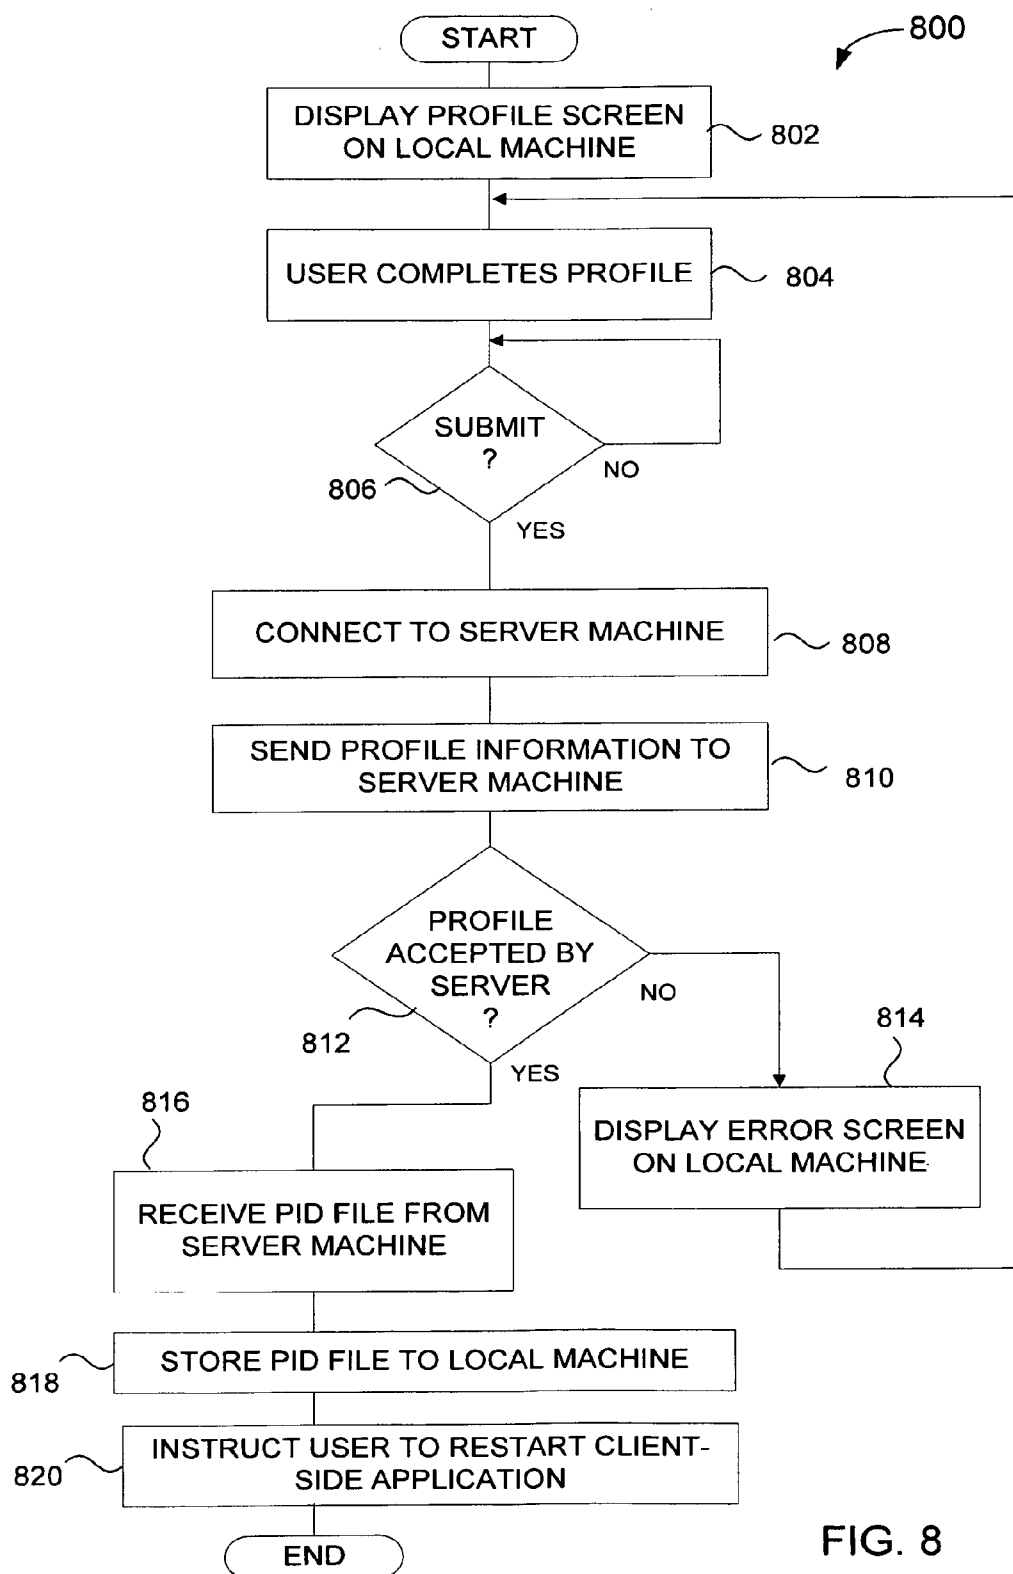 START
800
DISPLAY PROFILE SCREEN
ON LOCAL MACHINE
802
USER COMPLETES PROFILE
804
SUBMIT
?
NO
806
YES
CONNECT TO SERVER MACHINE
808
SEND PROFILE INFORMATION TO
SERVER MACHINE
810
PROFILE
ACCEPTED BY
SERVER
?
NO
812
YES
814
816
DISPLAY ERROR SCREEN
ON LOCAL MACHINE
RECEIVE PID FILE FROM
SERVER MACHINE
STORE PID FILE TO LOCAL MACHINE
818
INSTRUCT USER TO RESTART CLIENT-
SIDE APPLICATION
820
END
FIG. 8